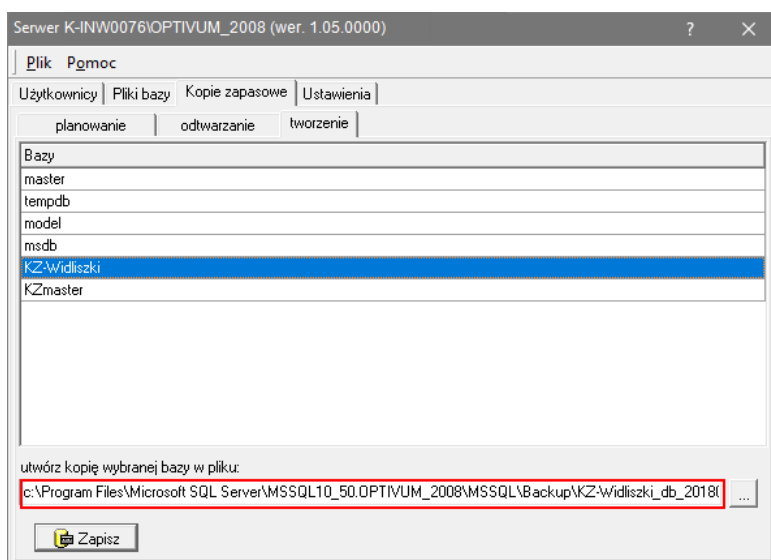 Serwer K-INW0076\OPTIVUM_2008 (wer. 1.05.0000) ? ×
Plik Pomoc
Użytkownicy Pliki bazy Kopie zapasowe Ustawienia
planowanie odtwarzanie tworzenie
Bazy
master
tempdb
model
msdb
KZ-Widliszki
KZmaster
utwórz kopię wybranej bazy w pliku:
c:\Program Files\Microsoft SQL Server\MSSQL10_50.OPTIVUM_2008\MSSQL\Backup\KZ-Widliszki_db_2018 ...
Zapisz